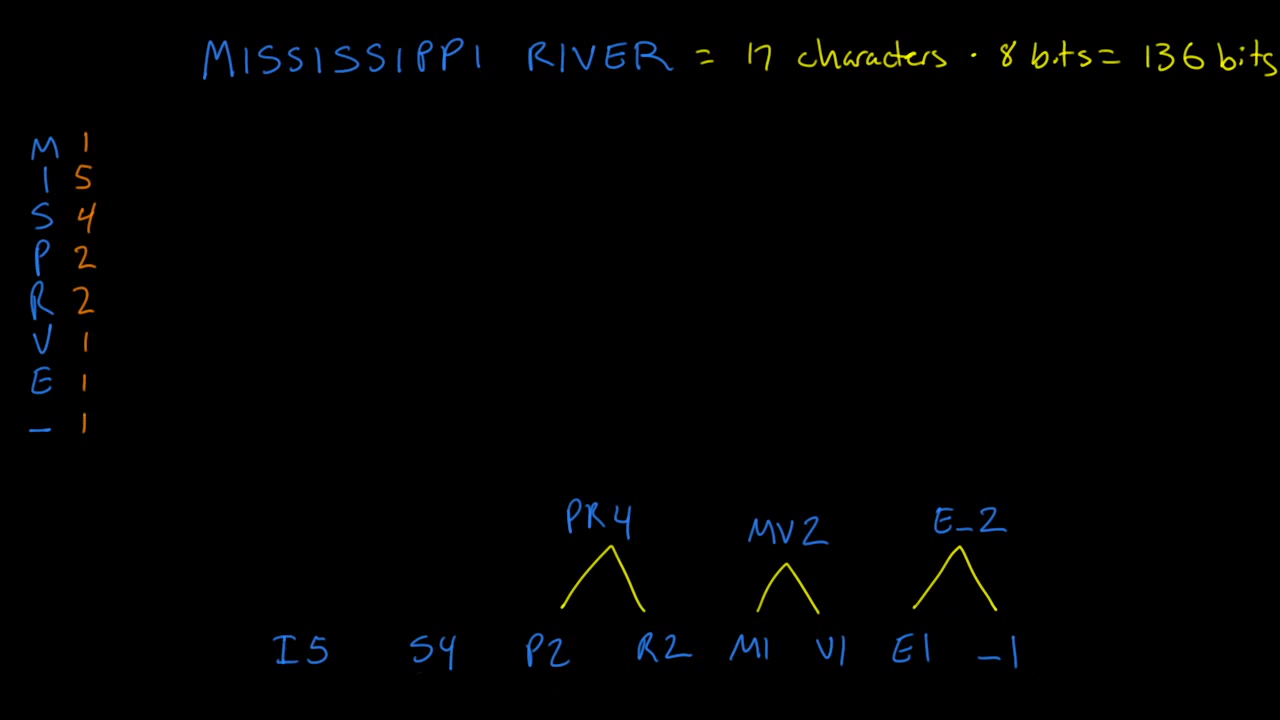 MISSISSIPPI RIVER = 17 characters · 8 bits = 136 bits
M 1
I 5
S 4
P 2
R 2
V 1
E 1
_ 1
PR4 MV2 E_2
I5 S4 P2 R2 M1 V1 E1 _1